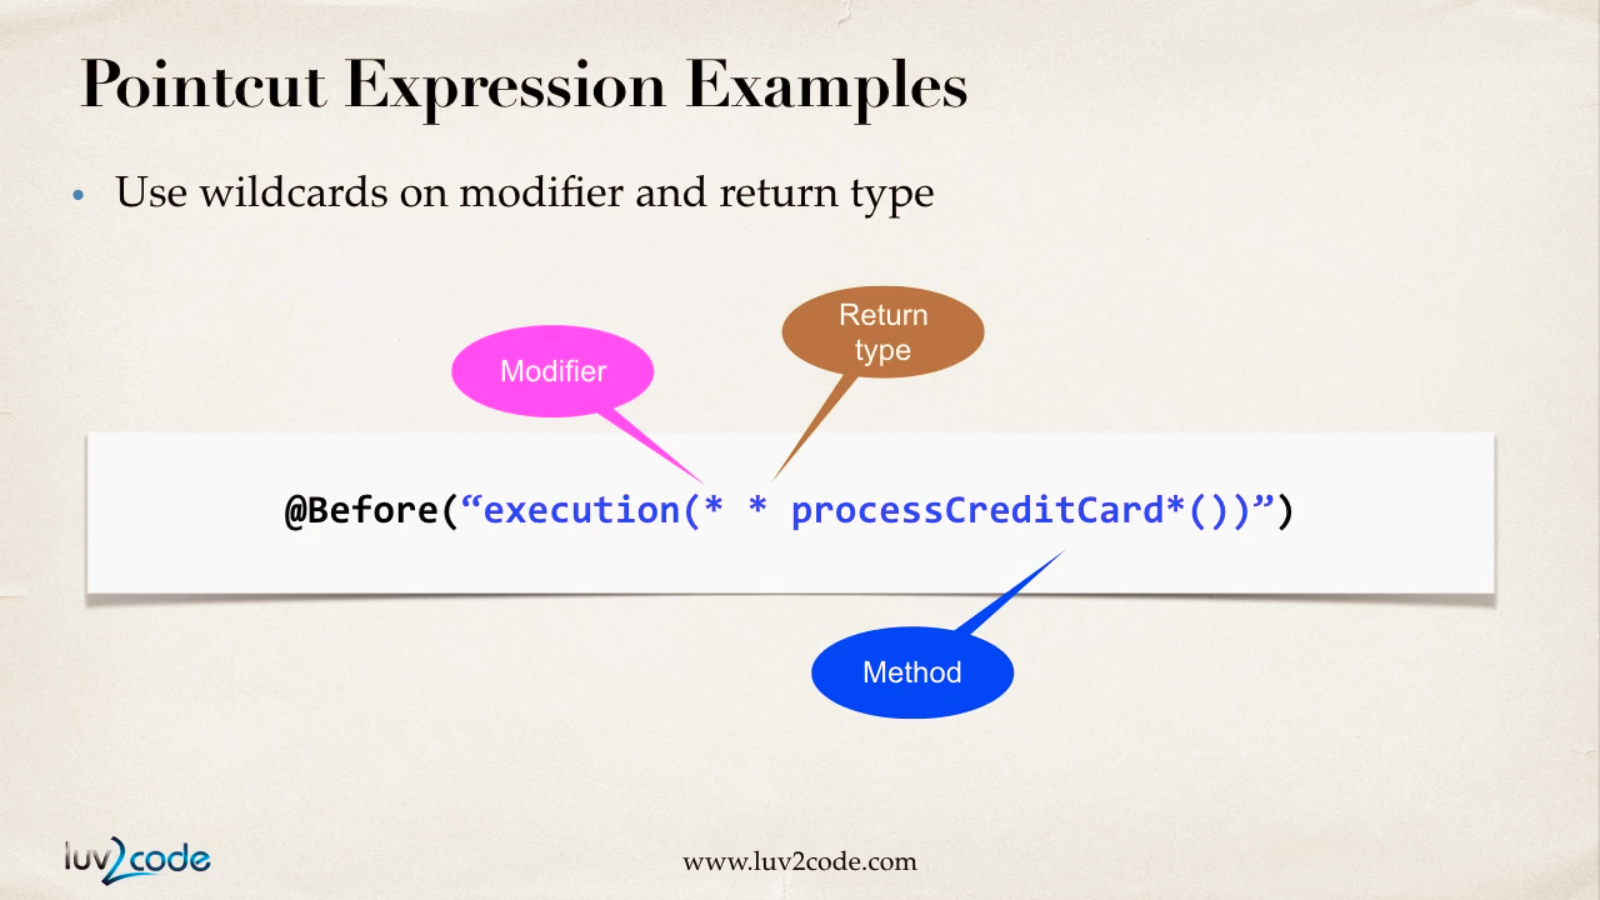 Pointcut Expression Examples
• Use wildcards on modifier and return type
Return
type
Modifier
@Before(“execution(* * processCreditCard*())”)
Method
luv2code
www.luv2code.com